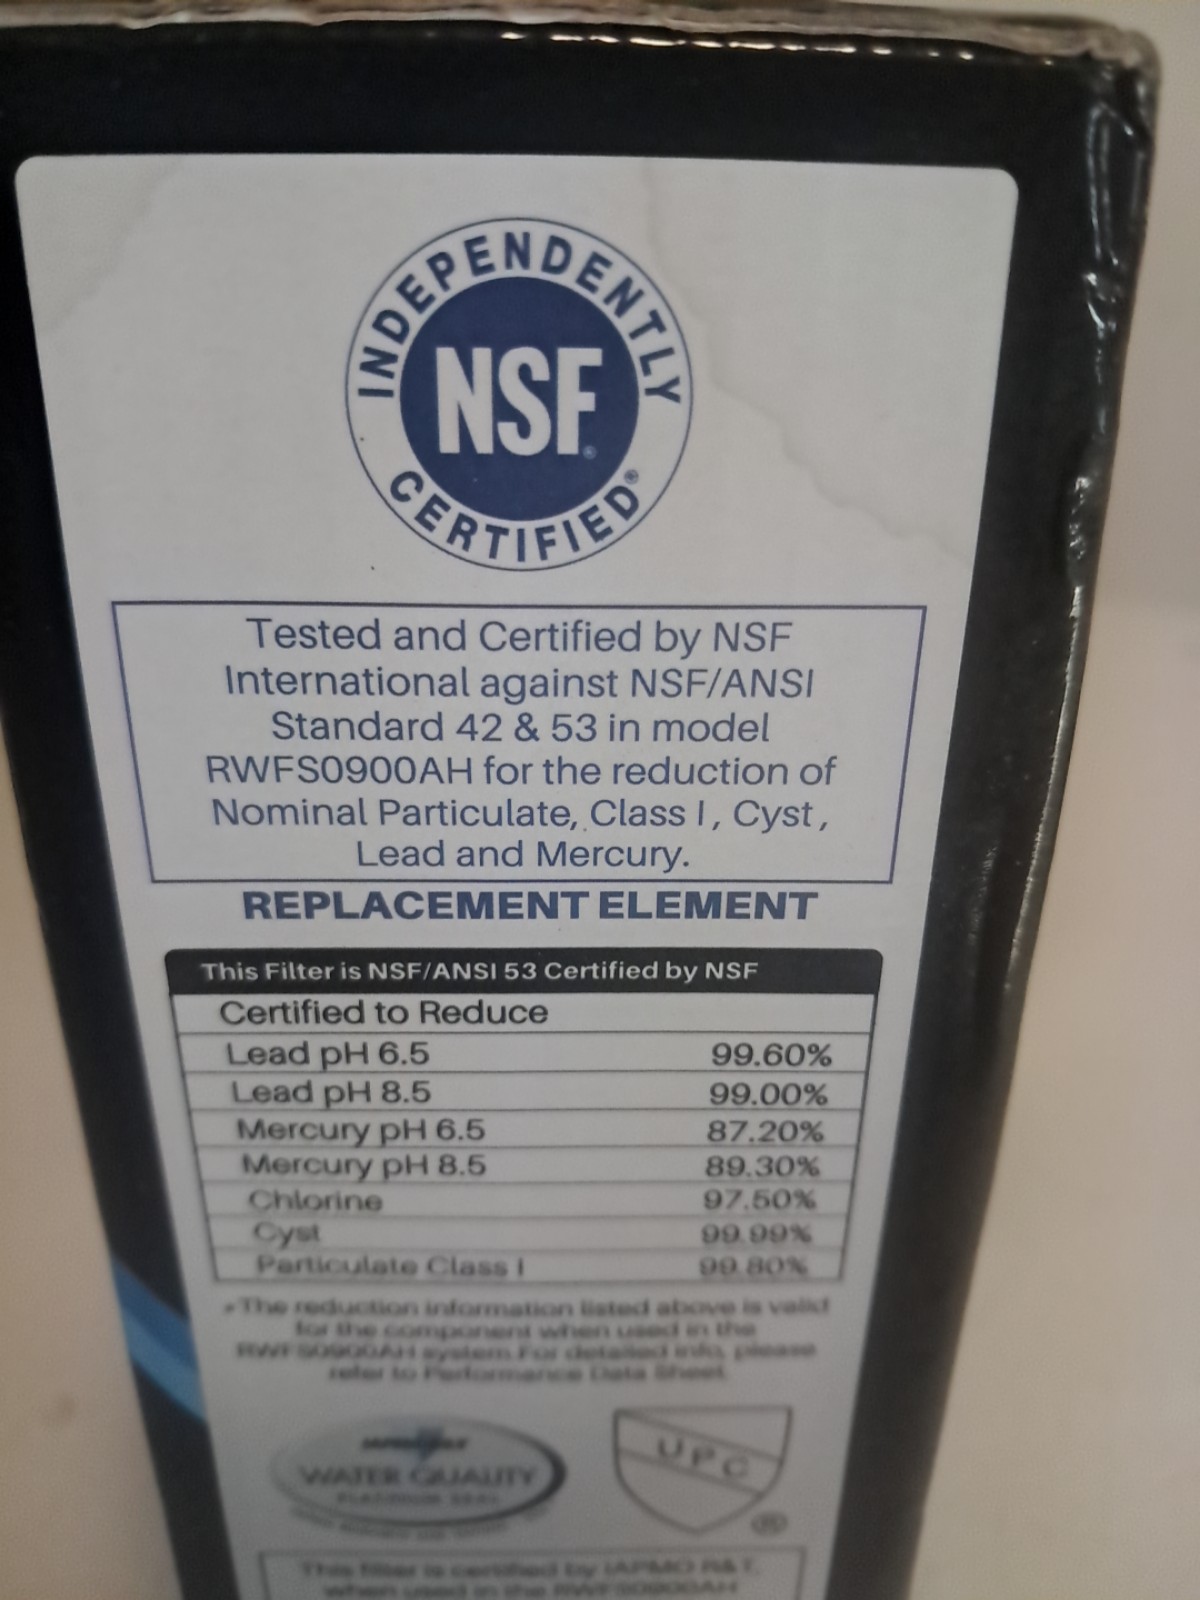 INDEPENDENTLY
NSF®
CERTIFIED®
Tested and Certified by NSF
International against NSF/ANSI
Standard 42 & 53 in model
RWFS0900AH for the reduction of
Nominal Particulate, Class I, Cyst,
Lead and Mercury.
REPLACEMENT ELEMENT
This Filter is NSF/ANSI 53 Certified by NSF
Certified to Reduce
Lead pH 6.5 99.60%
Lead pH 8.5 99.00%
Mercury pH 6.5 87.20%
Mercury pH 8.5 89.30%
Chlorine 97.50%
Cyst 99.99%
Particulate Class I 99.80%
The reduction information listed above is valid
for the component when used in the
RWFS0900AH system. For detailed info, please
refer to Performance Data Sheet
WATER QUALITY
UPC
®
This filter is certified by IAPMO R&T.
when used in the RWFS0900AH